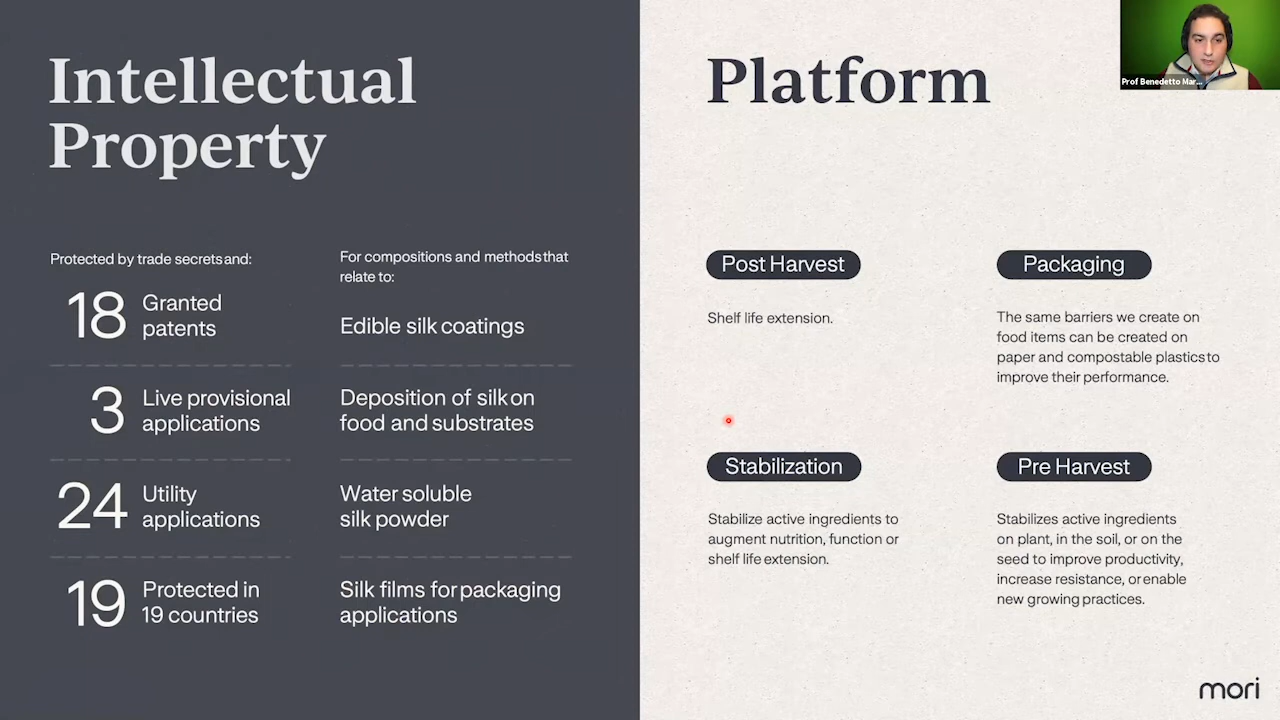 Intellectual
Property
Protected by trade secrets and:
18 Granted
patents
3 Live provisional
applications
24 Utility
applications
19 Protected in
19 countries
For compositions and methods that
relate to:
Edible silk coatings
Deposition of silk on
food and substrates
Water soluble
silk powder
Silk films for packaging
applications
Platform
Post Harvest
Shelf life extension.
Packaging
The same barriers we create on
food items can be created on
paper and compostable plastics to
improve their performance.
Stabilization
Stabilize active ingredients to
augment nutrition, function or
shelf life extension.
Pre Harvest
Stabilizes active ingredients
on plant, in the soil, or on the
seed to improve productivity,
increase resistance, or enable
new growing practices.
Prof Benedetto Mar...
mori